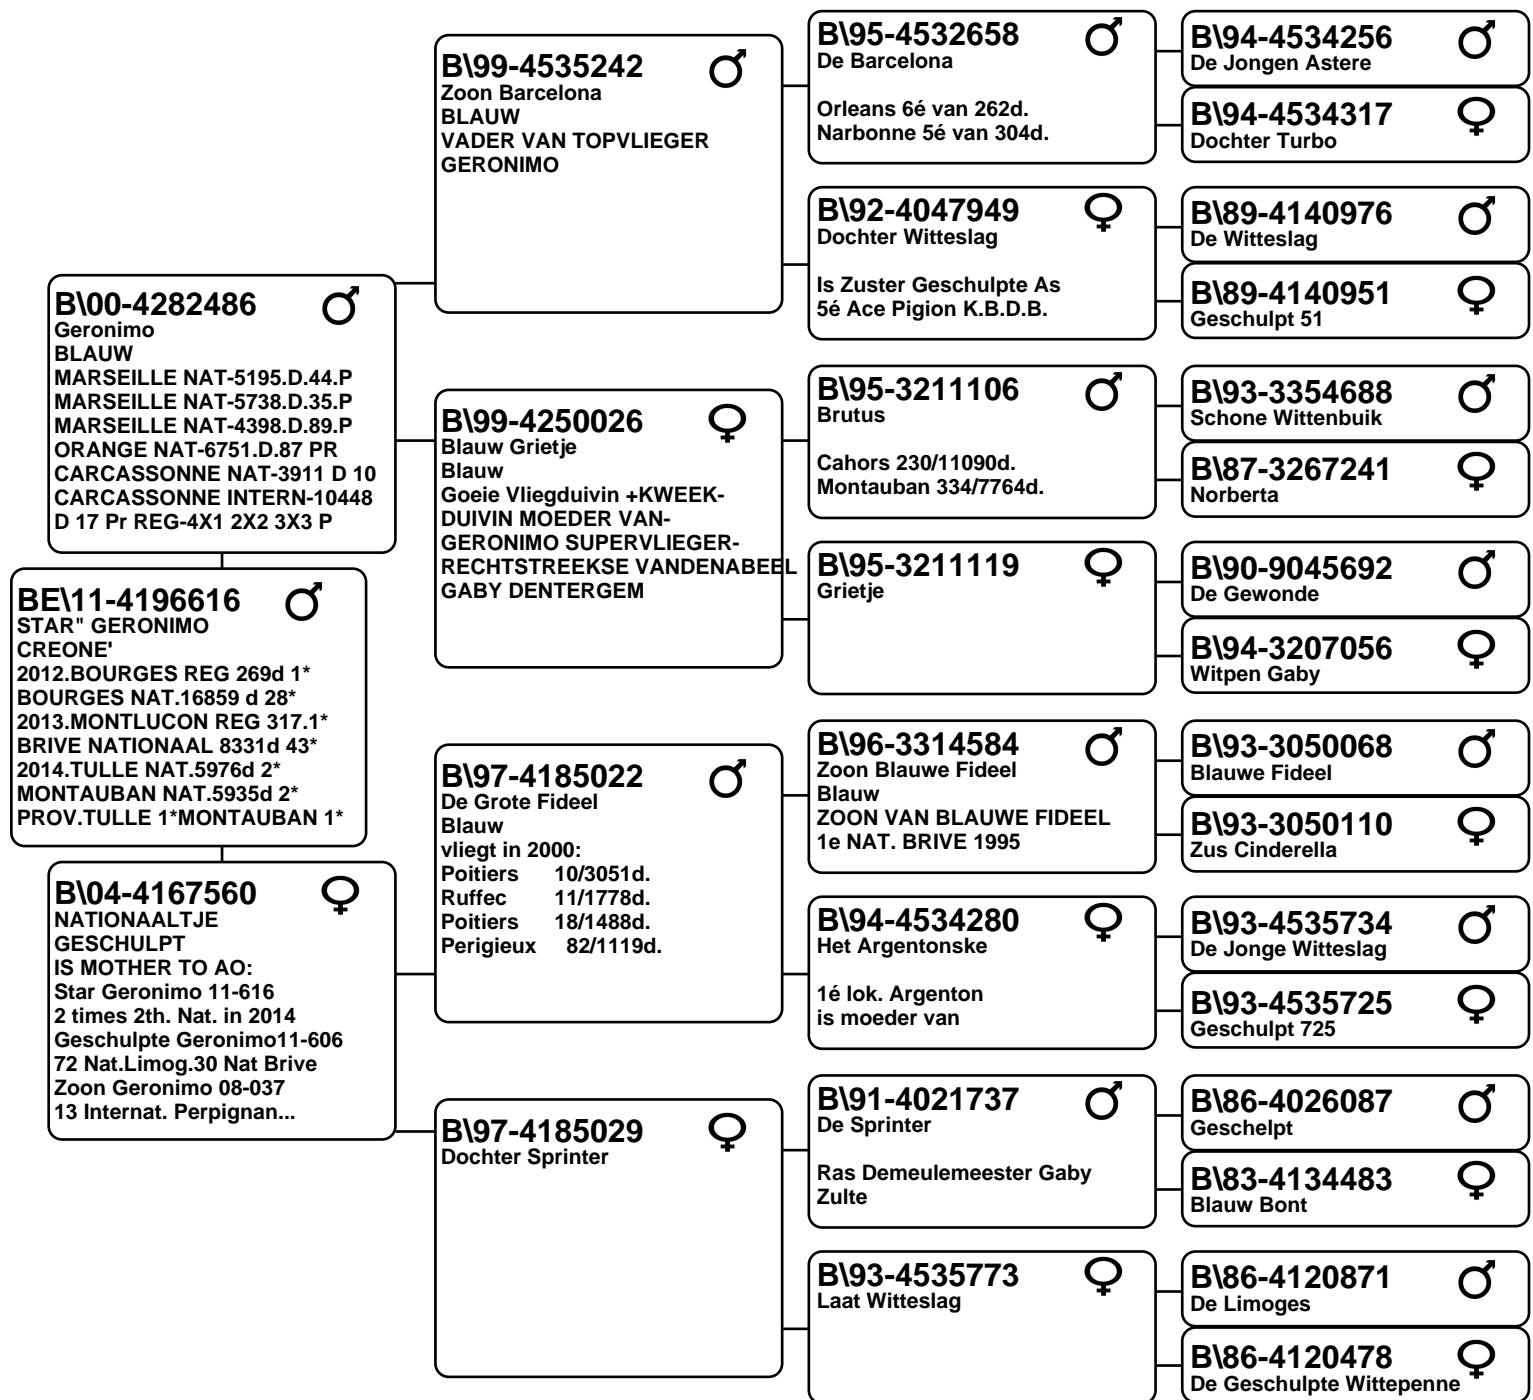 BE\11-4196616
STAR" GERONIMO
CREONE'
2012.BOURGES REG 269d 1*
BOURGES NAT.16859 d 28*
2013.MONTLUCON REG 317.1*
BRIVE NATIONAAL 8331d 43*
2014.TULLE NAT.5976d 2*
MONTAUBAN NAT.5935d 2*
PROV.TULLE 1*MONTAUBAN 1*
B\00-4282486
Geronimo
BLAUW
MARSEILLE NAT-5195.D.44.P
MARSEILLE NAT-5738.D.35.P
MARSEILLE NAT-4398.D.89.P
ORANGE NAT-6751.D.87 PR
CARCASSONNE NAT-3911 D 10
CARCASSONNE INTERN-10448
D 17 Pr REG-4X1 2X2 3X3 P
B\04-4167560
NATIONAALTJE
GESCHULPT
IS MOTHER TO AO:
Star Geronimo 11-616
2 times 2th. Nat. in 2014
Geschulpte Geronimo11-606
72 Nat.Limog.30 Nat Brive
Zoon Geronimo 08-037
13 Internat. Perpignan...
B\99-4535242
Zoon Barcelona
BLAUW
VADER VAN TOPVLIEGER
GERONIMO
B\99-4250026
Blauw Grietje
Blauw
Goeie Vliegduivin +KWEEK-
DUIVIN MOEDER VAN-
GERONIMO SUPERVLIEGER-
RECHTSTREEKSE VANDENABEEL
GABY DENTERGEM
B\97-4185022
De Grote Fideel
Blauw
vliegt in 2000:
Poitiers 10/3051d.
Ruffec 11/1778d.
Poitiers 18/1488d.
Perigieux 82/1119d.
B\97-4185029
Dochter Sprinter
B\95-4532658
De Barcelona
Orleans 6é van 262d.
Narbonne 5é van 304d.
B\92-4047949
Dochter Witteslag
Is Zuster Geschulpte As
5é Ace Pigion K.B.D.B.
B\95-3211106
Brutus
Cahors 230/11090d.
Montauban 334/7764d.
B\95-3211119
Grietje
B\96-3314584
Zoon Blauwe Fideel
Blauw
ZOON VAN BLAUWE FIDEEL
1e NAT. BRIVE 1995
B\94-4534280
Het Argentonske
1é lok. Argenton
is moeder van
B\91-4021737
De Sprinter
Ras Demeulemeester Gaby
Zulte
B\93-4535773
Laat Witteslag
B\94-4534256
De Jongen Astere
B\94-4534317
Dochter Turbo
B\89-4140976
De Witteslag
B\89-4140951
Geschulpt 51
B\93-3354688
Schone Wittenbuik
B\87-3267241
Norberta
B\90-9045692
De Gewonde
B\94-3207056
Witpen Gaby
B\93-3050068
Blauwe Fideel
B\93-3050110
Zus Cinderella
B\93-4535734
De Jonge Witteslag
B\93-4535725
Geschulpt 725
B\86-4026087
Geschelpt
B\83-4134483
Blauw Bont
B\86-4120871
De Limoges
B\86-4120478
De Geschulpte Wittepenne